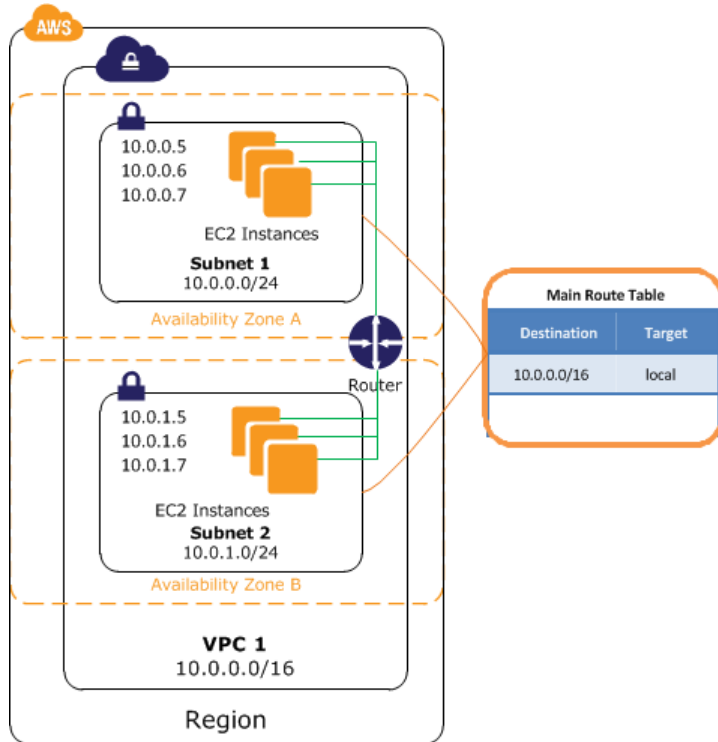 AWS
10.0.0.5
10.0.0.6
10.0.0.7
EC2 Instances
Subnet 1
10.0.0.0/24
Availability Zone A
Router
10.0.1.5
10.0.1.6
10.0.1.7
EC2 Instances
Subnet 2
10.0.1.0/24
Availability Zone B
VPC 1
10.0.0.0/16
Region
Main Route Table
Destination Target
10.0.0.0/16 local